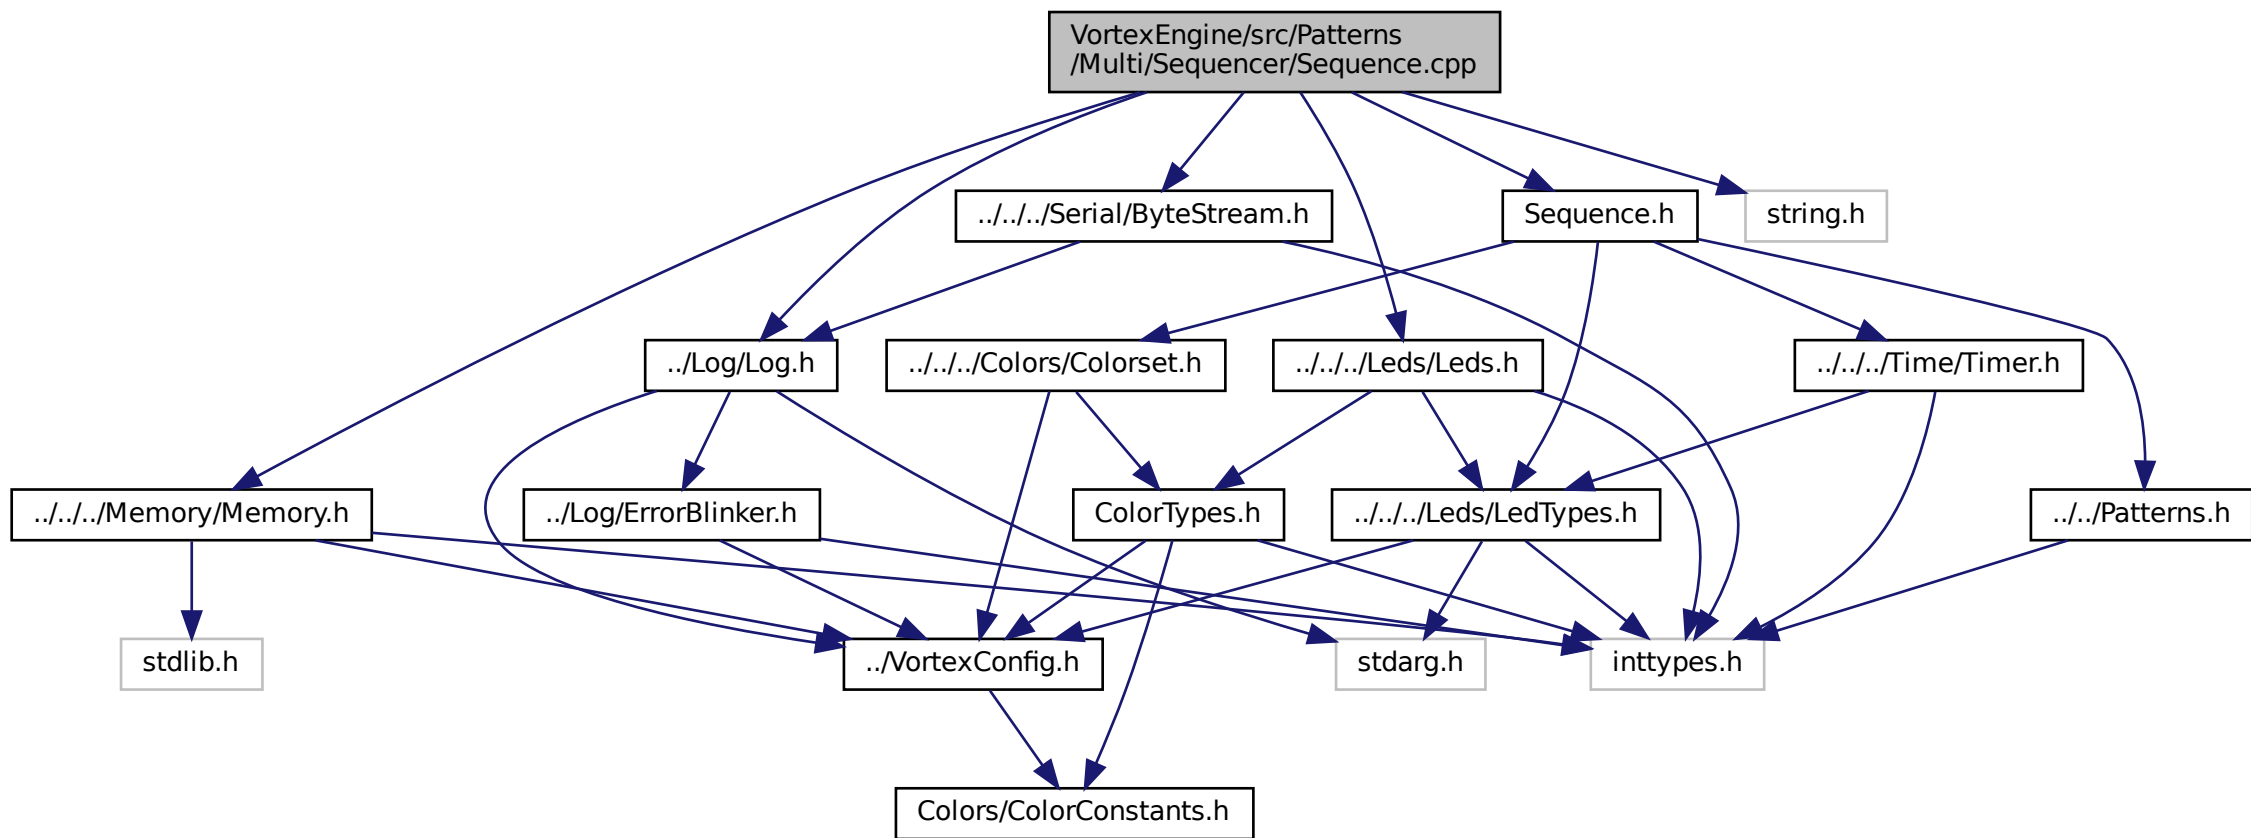 VortexEngine/src/Patterns
/Multi/Sequencer/Sequence.cpp
../../../Serial/ByteStream.h
Sequence.h
string.h
../Log/Log.h
../../../Colors/Colorset.h
../../../Leds/Leds.h
../../../Time/Timer.h
../../../Memory/Memory.h
../Log/ErrorBlinker.h
ColorTypes.h
../../../Leds/LedTypes.h
../../Patterns.h
stdlib.h
../VortexConfig.h
stdarg.h
inttypes.h
Colors/ColorConstants.h